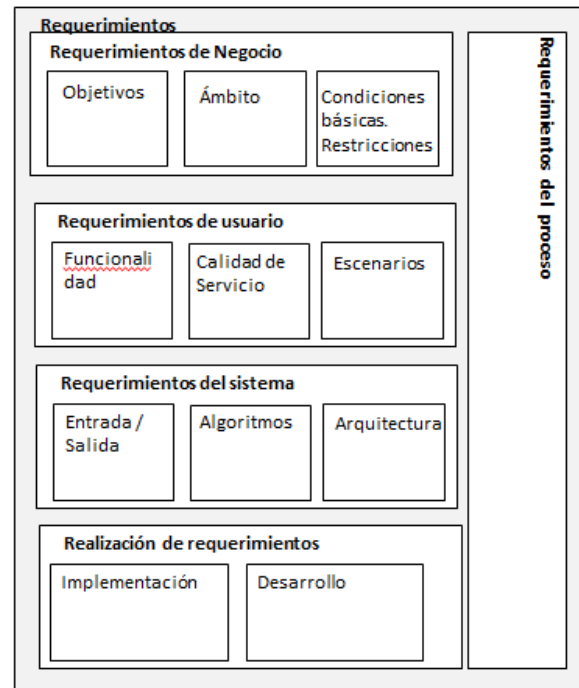 Requerimientos
Requerimientos de Negocio
Objetivos
Ámbito
Condiciones
básicas.
Restricciones
Requerimientos de usuario
Funcionali
dad
Calidad de
Servicio
Escenarios
Requerimientos del sistema
Entrada /
Salida
Algoritmos
Arquitectura
Realización de requerimientos
Implementación
Desarrollo
Requerimientos del proceso